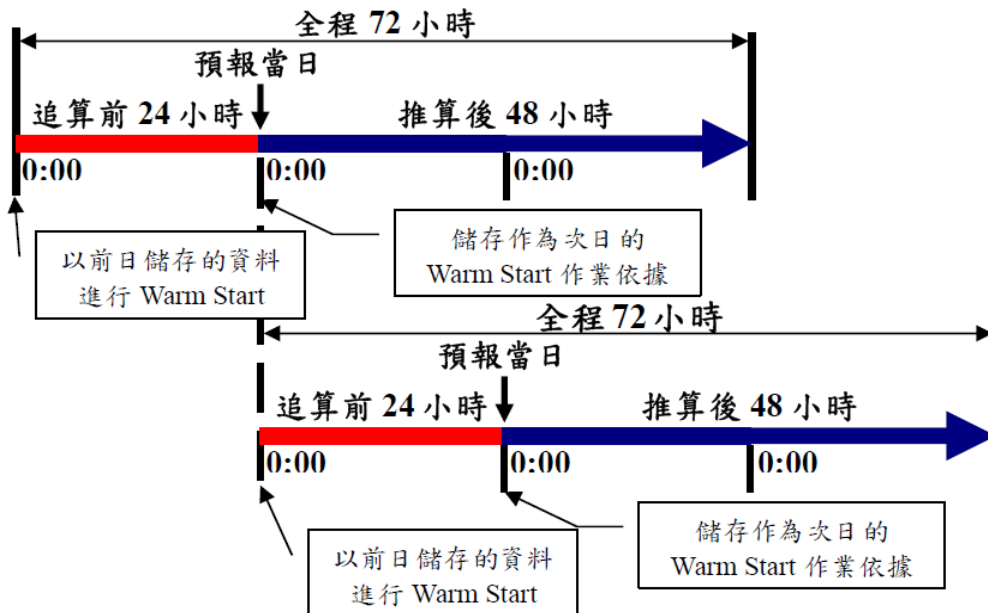 全程 72 小時
預報當日
追算前 24 小時
推算後 48 小時
0:00
0:00
0:00
以前日儲存的資料
進行 Warm Start
儲存作為次日的
Warm Start 作業依據
全程 72 小時
預報當日
追算前 24 小時
推算後 48 小時
0:00
0:00
0:00
以前日儲存的資料
進行 Warm Start
儲存作為次日的
Warm Start 作業依據